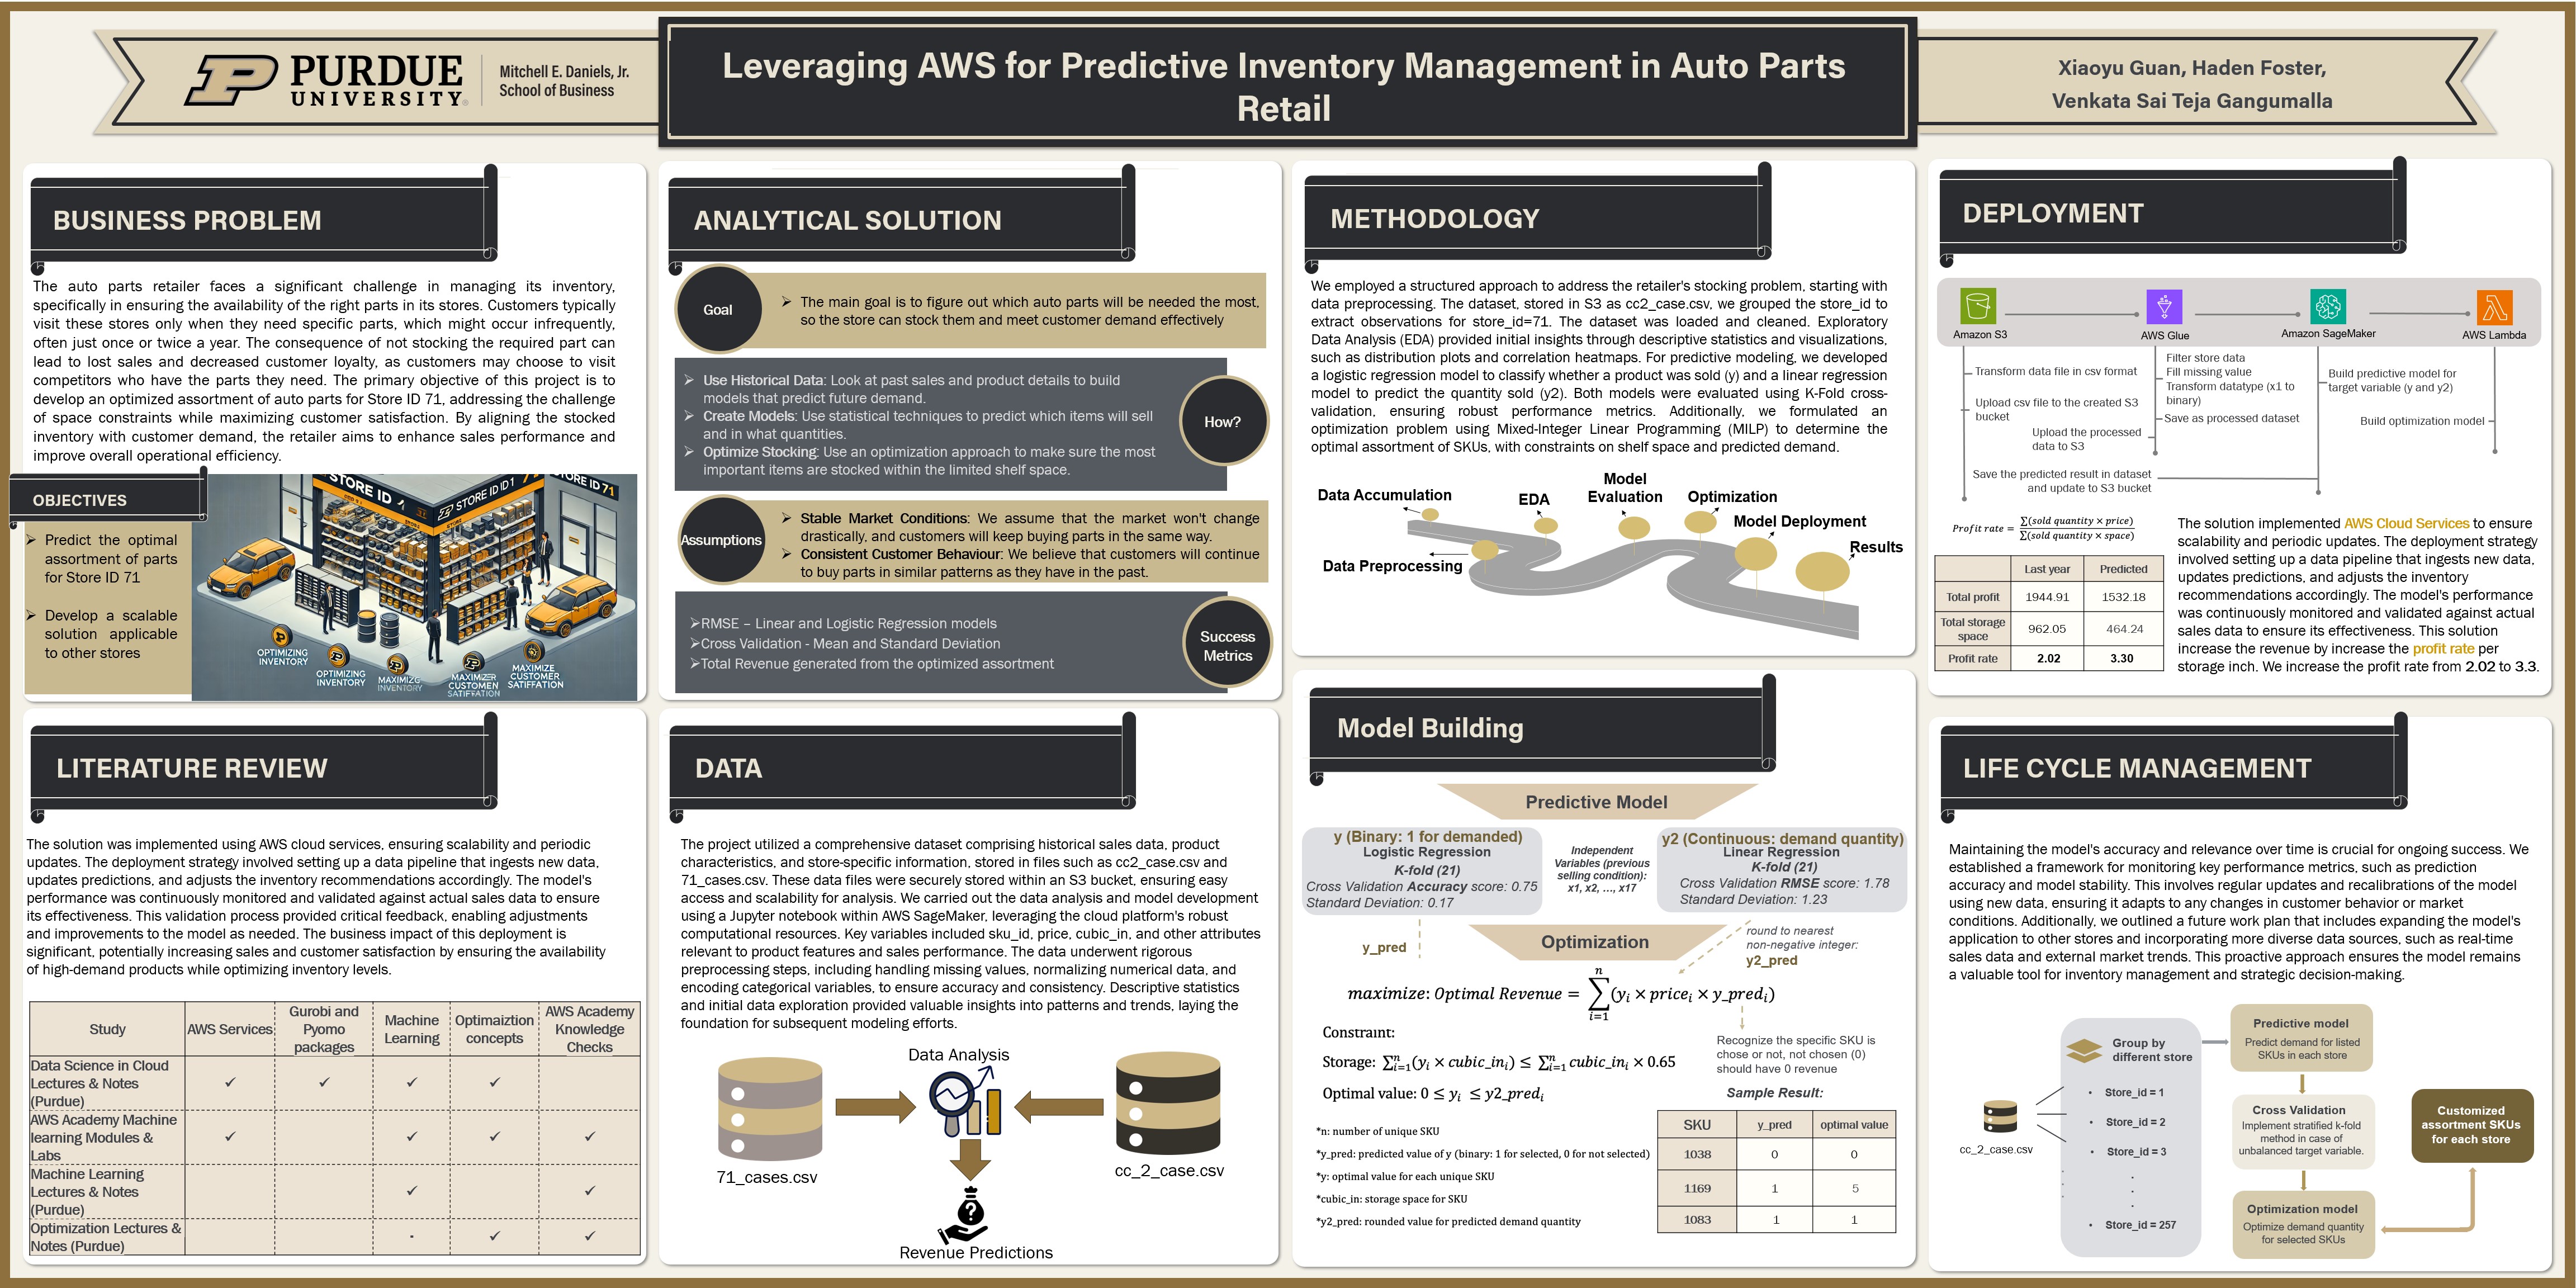 PURDUE
UNIVERSITY®
Mitchell E. Daniels, Jr.
School of Business
Leveraging AWS for Predictive Inventory Management in Auto Parts
Retail
Xiaoyu Guan, Haden Foster,
Venkata Sai Teja Gangumalla
BUSINESS PROBLEM
The auto parts retailer faces a significant challenge in managing its inventory,
specifically in ensuring the availability of the right parts in its stores. Customers typically
visit these stores only when they need specific parts, which might occur infrequently,
often just once or twice a year. The consequence of not stocking the required part can
lead to lost sales and decreased customer loyalty, as customers may choose to visit
competitors who have the parts they need. The primary objective of this project is to
develop an optimized assortment of auto parts for Store ID 71, addressing the challenge
of space constraints while maximizing customer satisfaction. By aligning the stocked
inventory with customer demand, the retailer aims to enhance sales performance and
improve overall operational efficiency.
OBJECTIVES
➢ Predict the optimal
assortment of parts
for Store ID 71
➢ Develop a scalable
solution applicable
to other stores
STORE ID
STORE ID ID 1
STORE ID 71
OPTIMIZING
INVENTORY
OPTIMIZING
INVENTORY
MAXIMIZG
INVENTORY
MAXIMIZER
CUSTOMEN
SATIFFATION
MAXIMIZE
CUSTOMER
SATIFFATION
ANALYTICAL SOLUTION
Goal
➢ The main goal is to figure out which auto parts will be needed the most,
so the store can stock them and meet customer demand effectively
➢ Use Historical Data: Look at past sales and product details to build
models that predict future demand.
➢ Create Models: Use statistical techniques to predict which items will sell
and in what quantities.
➢ Optimize Stocking: Use an optimization approach to make sure the most
important items are stocked within the limited shelf space.
How?
Assumptions
➢ Stable Market Conditions: We assume that the market won't change
drastically, and customers will keep buying parts in the same way.
➢ Consistent Customer Behaviour: We believe that customers will continue
to buy parts in similar patterns as they have in the past.
➢RMSE – Linear and Logistic Regression models
➢Cross Validation - Mean and Standard Deviation
➢Total Revenue generated from the optimized assortment
Success
Metrics
METHODOLOGY
We employed a structured approach to address the retailer's stocking problem, starting with
data preprocessing. The dataset, stored in S3 as cc2_case.csv, we grouped the store_id to
extract observations for store_id=71. The dataset was loaded and cleaned. Exploratory
Data Analysis (EDA) provided initial insights through descriptive statistics and visualizations,
such as distribution plots and correlation heatmaps. For predictive modeling, we developed
a logistic regression model to classify whether a product was sold (y) and a linear regression
model to predict the quantity sold (y2). Both models were evaluated using K-Fold cross-
validation, ensuring robust performance metrics. Additionally, we formulated an
optimization problem using Mixed-Integer Linear Programming (MILP) to determine the
optimal assortment of SKUs, with constraints on shelf space and predicted demand.
Data Accumulation
Data Preprocessing
EDA
Model
Evaluation
Optimization
Model Deployment
Results
DEPLOYMENT
Amazon S3
AWS Glue
Amazon SageMaker
AWS Lambda
Transform data file in csv format
Upload csv file to the created S3
bucket
Filter store data
Fill missing value
Transform datatype (x1 to
binary)
Save as processed dataset
Upload the processed
data to S3
Build predictive model for
target variable (y and y2)
Build optimization model
Save the predicted result in dataset
and update to S3 bucket
Profit rate = ∑(sold quantity × price) / ∑(sold quantity × space)
Last year Predicted
Total profit 1944.91 1532.18
Total storage space 962.05 464.24
Profit rate 2.02 3.30
The solution implemented AWS Cloud Services to ensure
scalability and periodic updates. The deployment strategy
involved setting up a data pipeline that ingests new data,
updates predictions, and adjusts the inventory
recommendations accordingly. The model's performance
was continuously monitored and validated against actual
sales data to ensure its effectiveness. This solution
increase the revenue by increase the profit rate per
storage inch. We increase the profit rate from 2.02 to 3.3.
LITERATURE REVIEW
The solution was implemented using AWS cloud services, ensuring scalability and periodic
updates. The deployment strategy involved setting up a data pipeline that ingests new data,
updates predictions, and adjusts the inventory recommendations accordingly. The model's
performance was continuously monitored and validated against actual sales data to ensure
its effectiveness. This validation process provided critical feedback, enabling adjustments
and improvements to the model as needed. The business impact of this deployment is
significant, potentially increasing sales and customer satisfaction by ensuring the availability
of high-demand products while optimizing inventory levels.
Study AWS Services Gurobi and Pyomo packages Machine Learning Optimaiztion concepts AWS Academy Knowledge Checks
Data Science in Cloud Lectures & Notes (Purdue) ✓ ✓ ✓ ✓
AWS Academy Machine learning Modules & Labs ✓ ✓ ✓ ✓
Machine Learning Lectures & Notes (Purdue) ✓ ✓
Optimization Lectures & Notes (Purdue) . ✓ ✓
DATA
The project utilized a comprehensive dataset comprising historical sales data, product
characteristics, and store-specific information, stored in files such as cc2_case.csv and
71_cases.csv. These data files were securely stored within an S3 bucket, ensuring easy
access and scalability for analysis. We carried out the data analysis and model development
using a Jupyter notebook within AWS SageMaker, leveraging the cloud platform's robust
computational resources. Key variables included sku_id, price, cubic_in, and other attributes
relevant to product features and sales performance. The data underwent rigorous
preprocessing steps, including handling missing values, normalizing numerical data, and
encoding categorical variables, to ensure accuracy and consistency. Descriptive statistics
and initial data exploration provided valuable insights into patterns and trends, laying the
foundation for subsequent modeling efforts.
Data Analysis
71_cases.csv
cc_2_case.csv
Revenue Predictions
Model Building
Predictive Model
y (Binary: 1 for demanded)
Logistic Regression
K-fold (21)
Cross Validation Accuracy score: 0.75
Standard Deviation: 0.17
Independent
Variables (previous
selling condition):
x1, x2, ..., x17
y2 (Continuous: demand quantity)
Linear Regression
K-fold (21)
Cross Validation RMSE score: 1.78
Standard Deviation: 1.23
y_pred
Optimization
round to nearest
non-negative integer:
y2_pred
maximize: Optimal Revenue = ∑ⁿᵢ₌₁(yᵢ × priceᵢ × y_predᵢ)
Constraint:
Storage: ∑ⁿᵢ₌₁(yᵢ × cubic_inᵢ) ≤ ∑ⁿᵢ₌₁ cubic_inᵢ × 0.65
Optimal value: 0 ≤ yᵢ ≤ y2_predᵢ
Recognize the specific SKU is
chose or not, not chosen (0)
should have 0 revenue
Sample Result:
*n: number of unique SKU
*y_pred: predicted value of y (binary: 1 for selected, 0 for not selected)
*y: optimal value for each unique SKU
*cubic_in: storage space for SKU
*y2_pred: rounded value for predicted demand quantity
SKU y_pred optimal value
1038 0 0
1169 1 5
1083 1 1
LIFE CYCLE MANAGEMENT
Maintaining the model's accuracy and relevance over time is crucial for ongoing success. We
established a framework for monitoring key performance metrics, such as prediction
accuracy and model stability. This involves regular updates and recalibrations of the model
using new data, ensuring it adapts to any changes in customer behavior or market
conditions. Additionally, we outlined a future work plan that includes expanding the model's
application to other stores and incorporating more diverse data sources, such as real-time
sales data and external market trends. This proactive approach ensures the model remains
a valuable tool for inventory management and strategic decision-making.
cc_2_case.csv
Group by
different store
• Store_id = 1
• Store_id = 2
• Store_id = 3
.
.
.
• Store_id = 257
Predictive model
Predict demand for listed
SKUs in each store
Cross Validation
Implement stratified k-fold
method in case of
unbalanced target variable.
Optimization model
Optimize demand quantity
for selected SKUs
Customized
assortment SKUs
for each store